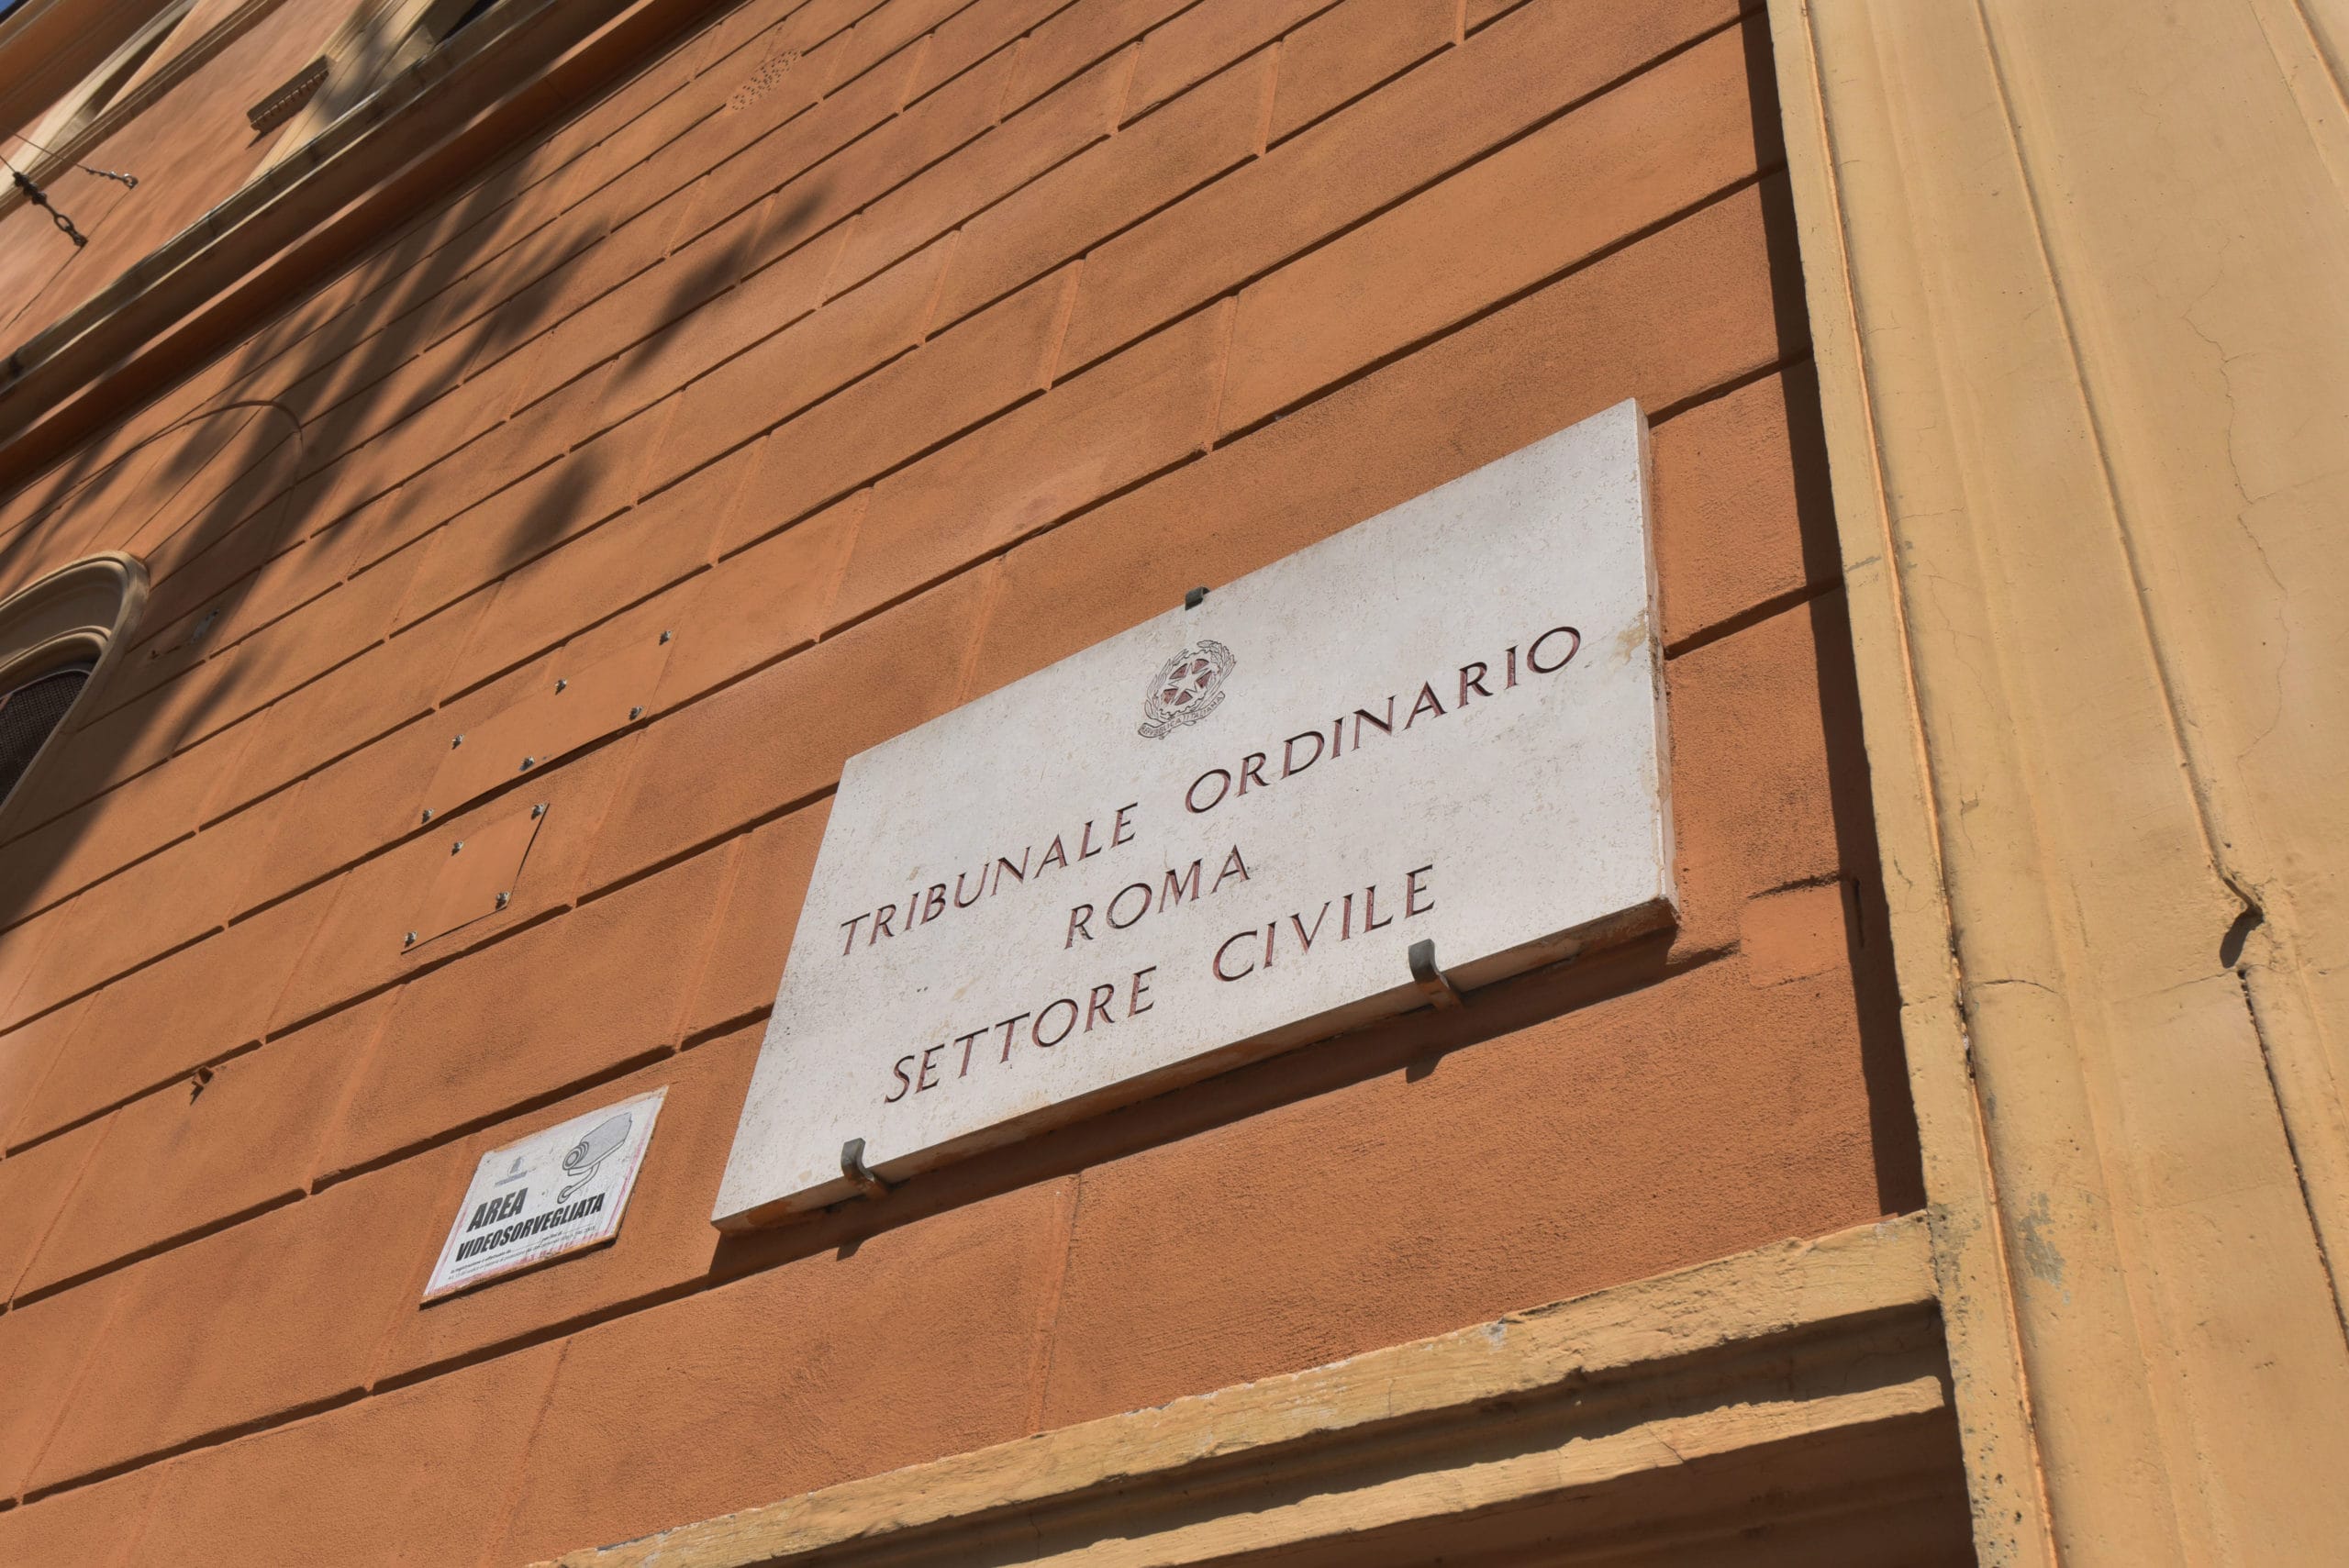 TRIBUNALE ORDINARIO
ROMA
SETTORE CIVILE
AREA
VIDEOSORVEGLIATA